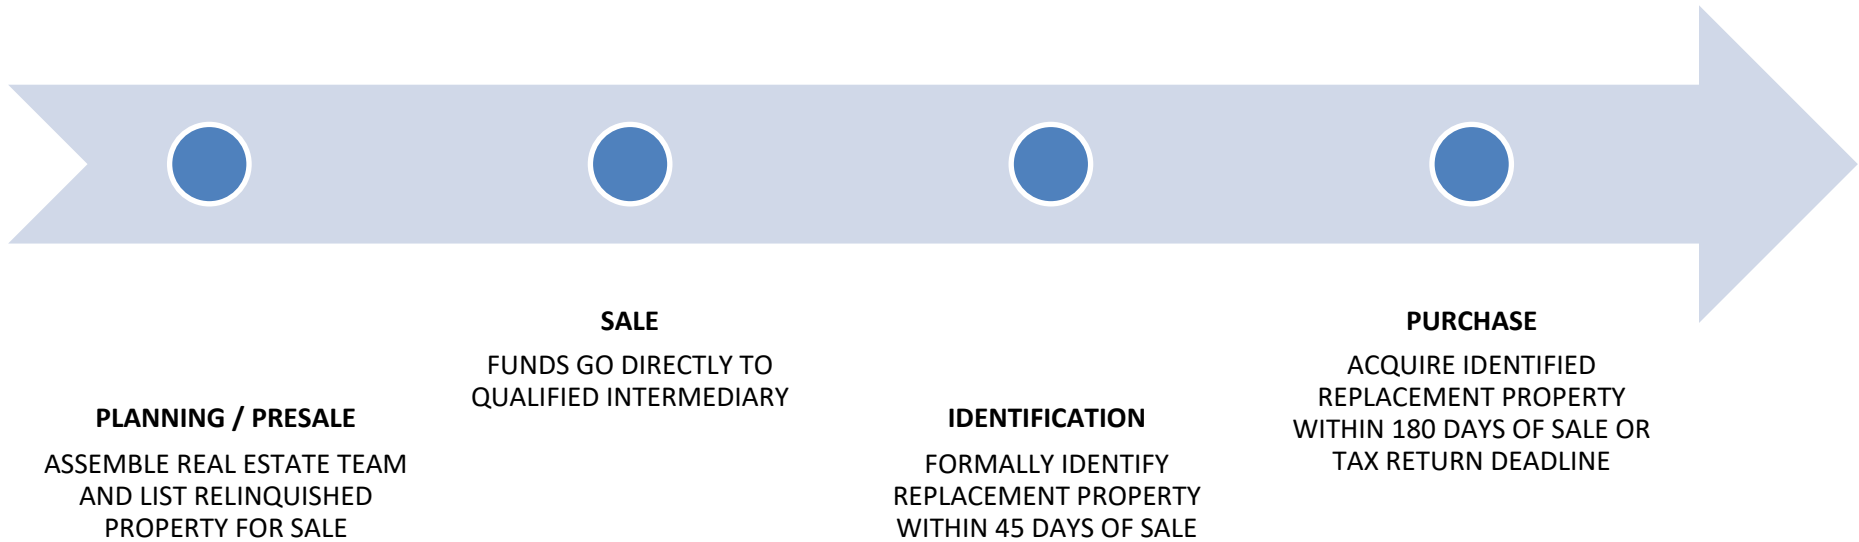 PLANNING / PRESALE
ASSEMBLE REAL ESTATE TEAM
AND LIST RELINQUISHED
PROPERTY FOR SALE
SALE
FUNDS GO DIRECTLY TO
QUALIFIED INTERMEDIARY
IDENTIFICATION
FORMALLY IDENTIFY
REPLACEMENT PROPERTY
WITHIN 45 DAYS OF SALE
PURCHASE
ACQUIRE IDENTIFIED
REPLACEMENT PROPERTY
WITHIN 180 DAYS OF SALE OR
TAX RETURN DEADLINE